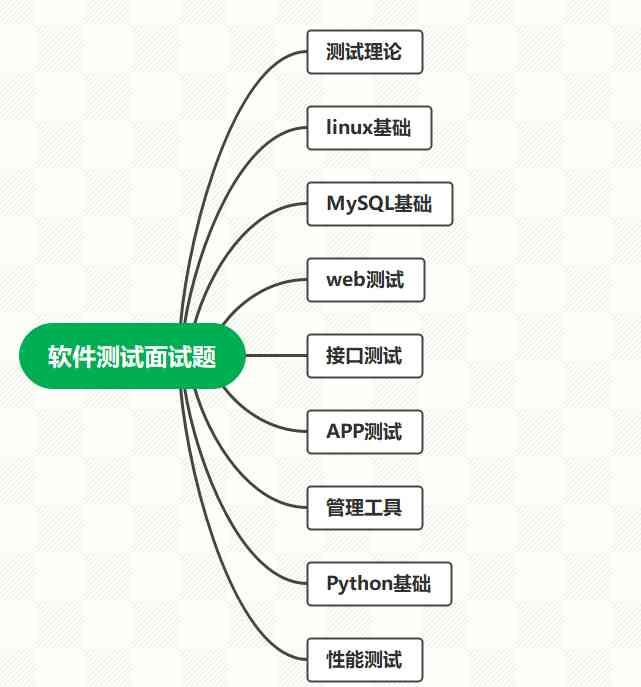 测试理论
linux基础
MySQL基础
web测试
软件测试面试题
接口测试
APP测试
管理工具
Python基础
性能测试